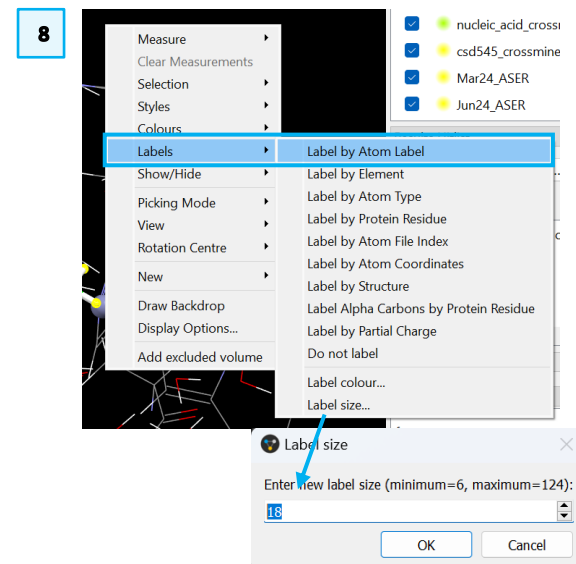 8
Measure
Clear Measurements
Selection
Styles
Colours
Labels
Show/Hide
Picking Mode
View
Rotation Centre
New
Draw Backdrop
Display Options...
Add excluded volume
Label by Atom Label
Label by Element
Label by Atom Type
Label by Protein Residue
Label by Atom File Index
Label by Atom Coordinates
Label by Structure
Label Alpha Carbons by Protein Residue
Label by Partial Charge
Do not label
Label colour...
Label size...
nucleic_acid_crossm
csd545_crossmine
Mar24_ASER
Jun24_ASER
Label size
Enter new label size (minimum=6, maximum=124):
18
OK
Cancel